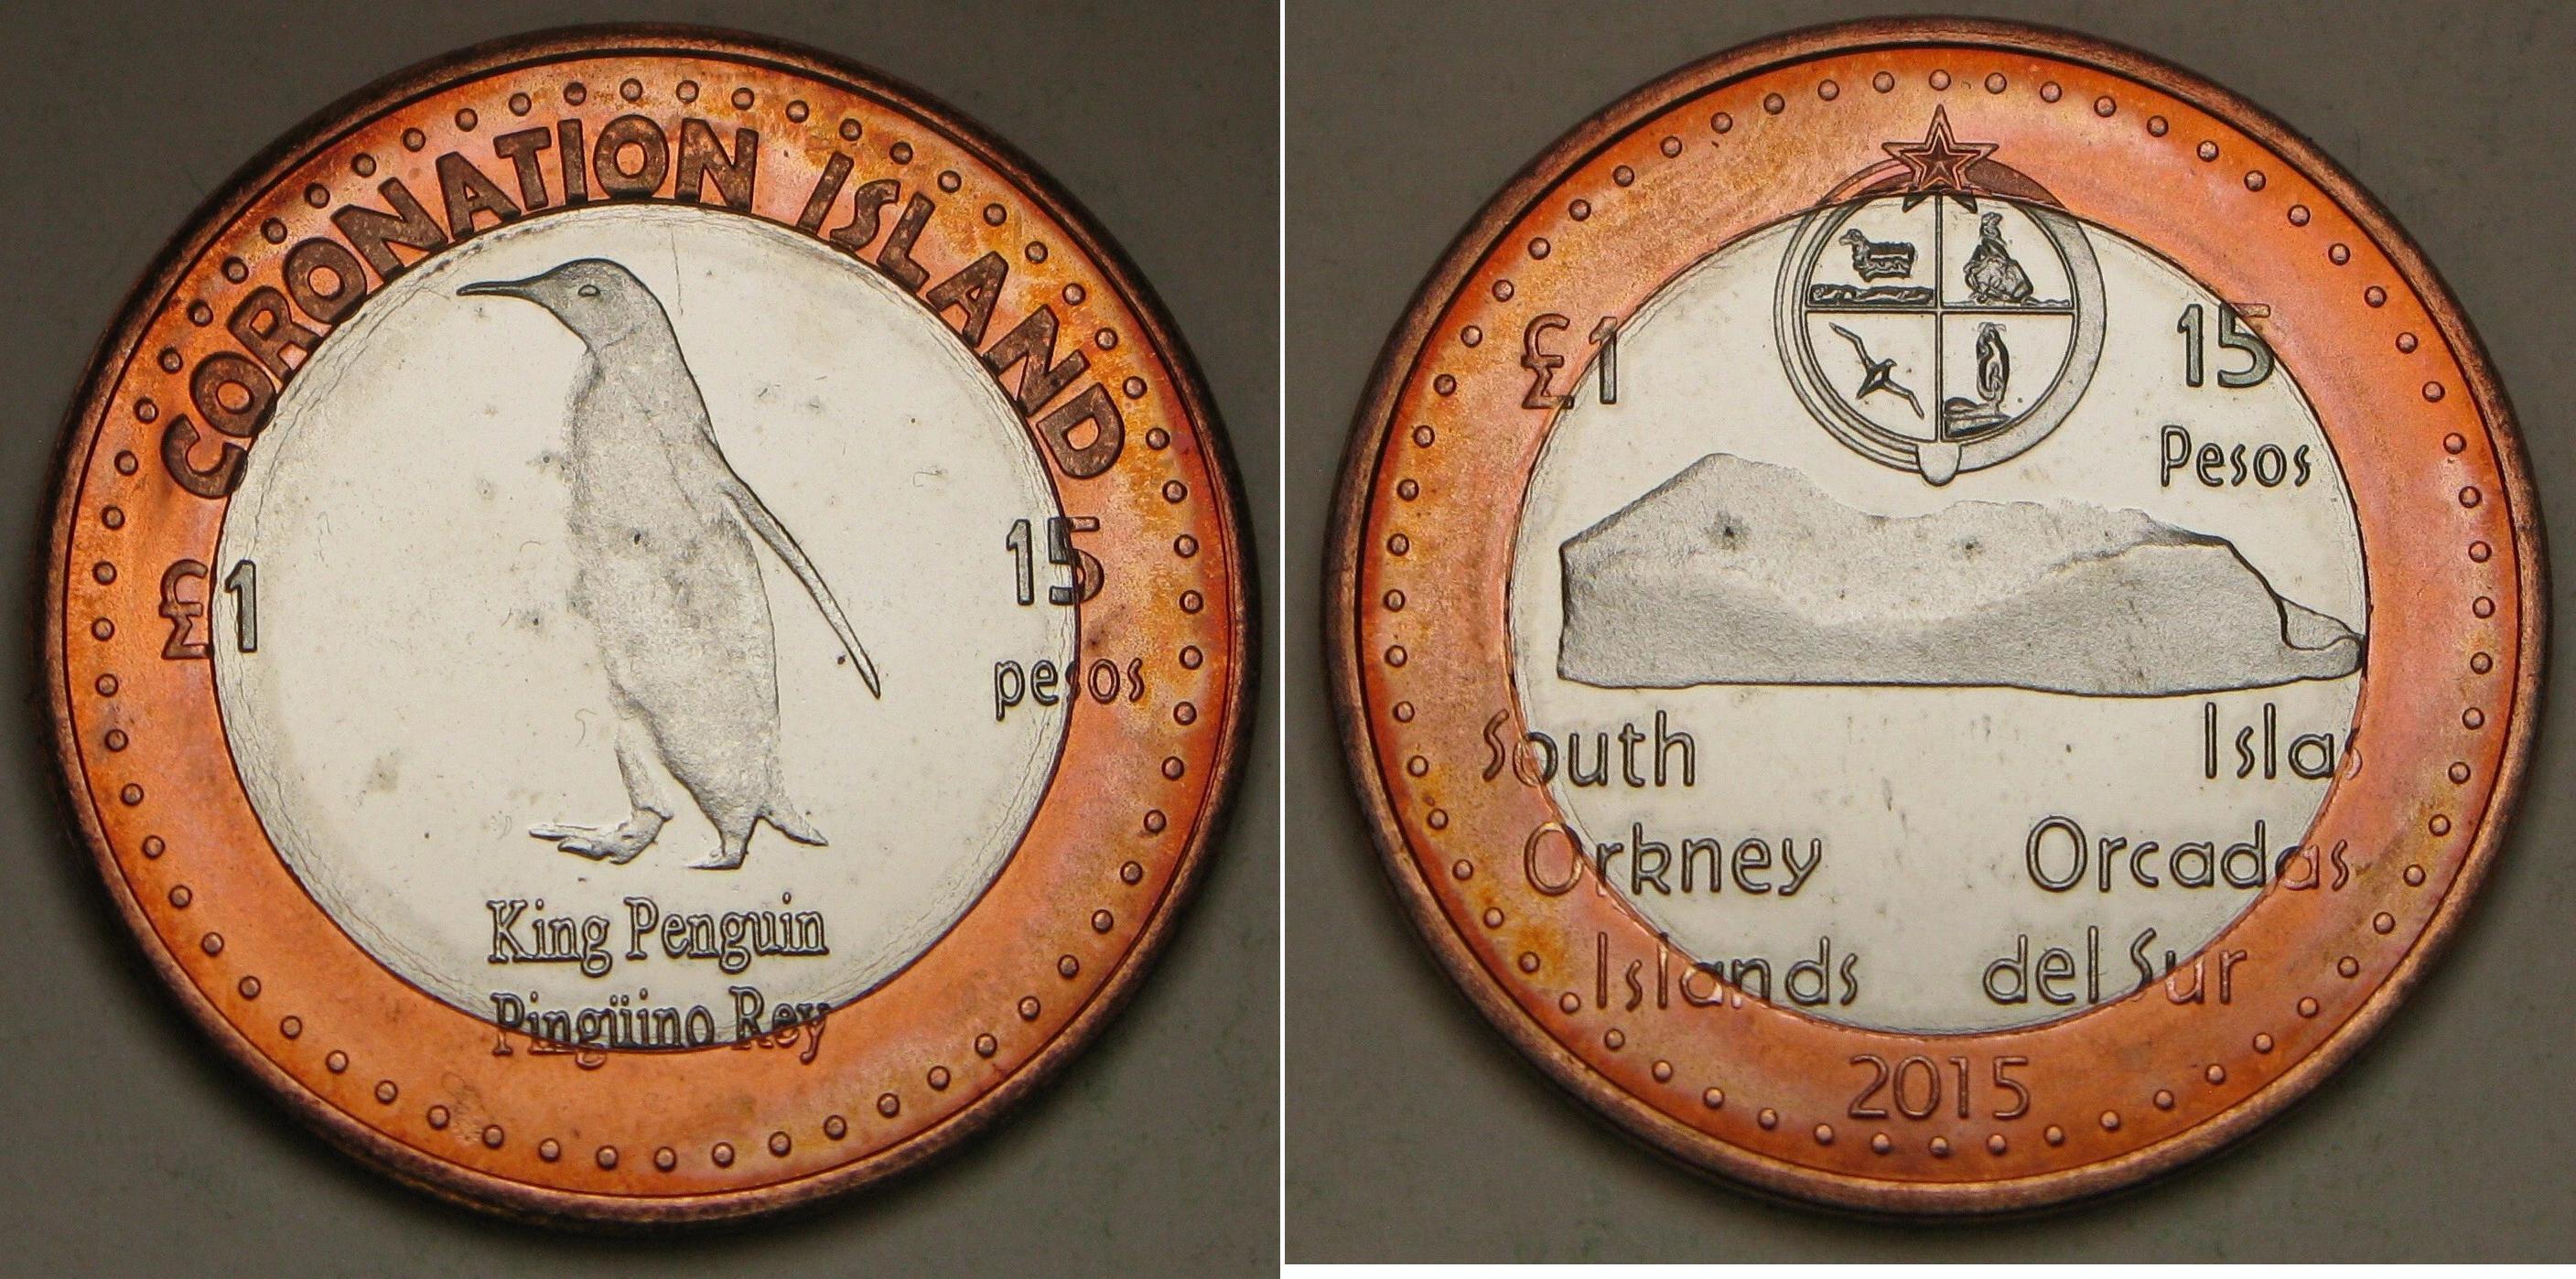 CORONATION ISLAND
£1
15
pesos
King Penguin
Pingüino Rey
£1
15
Pesos
South
Orkney
Islands
Islas
Orcadas
del Sur
2015